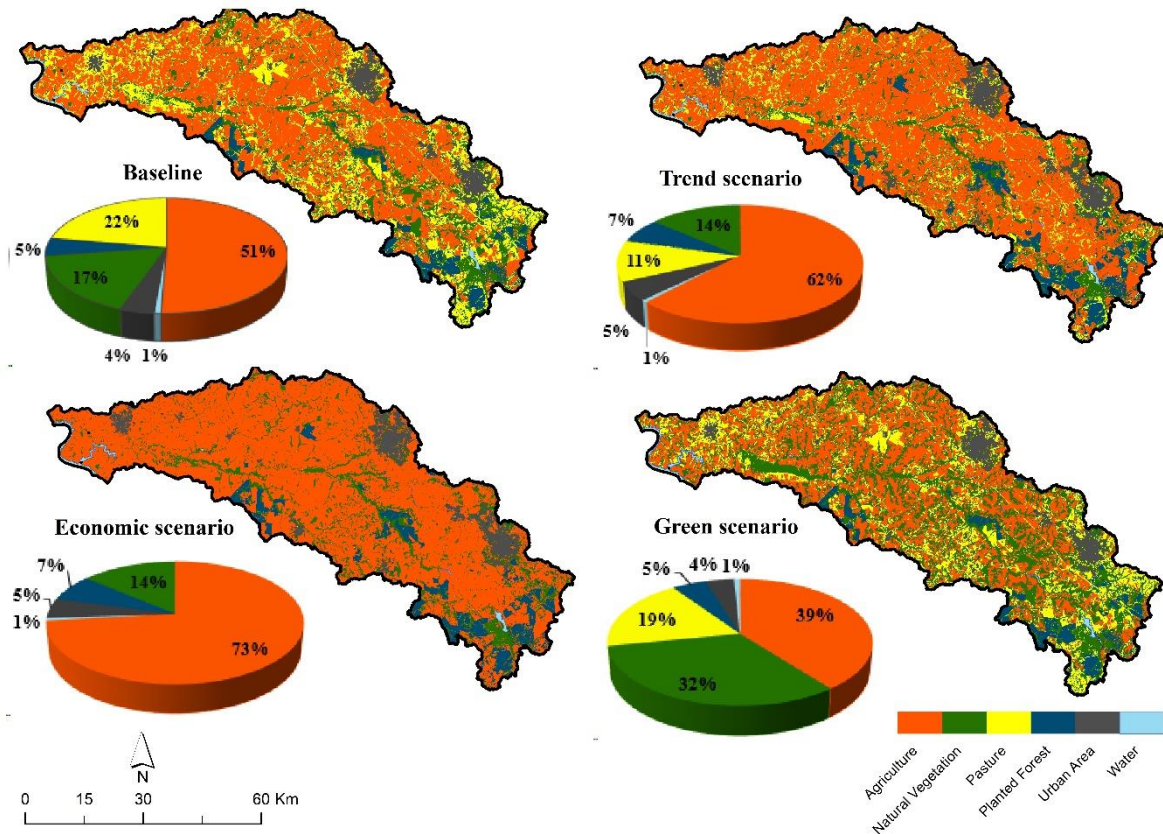 Baseline
22%
5%
51%
17%
4%
1%
Trend scenario
7%
14%
11%
62%
5%
1%
Economic scenario
7%
14%
5%
1%
73%
Green scenario
5%
4%
1%
19%
39%
32%
Agriculture
Natural Vegetation
Pasture
Planted Forest
Urban Area
Water
N
0 15 30 60 Km